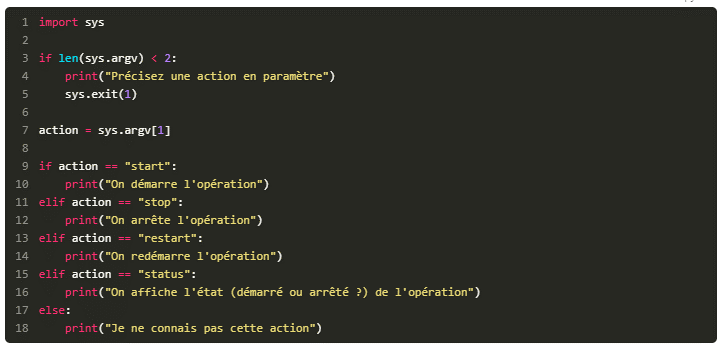 1 import sys
2
3 if len(sys.argv) < 2:
4     print("Précisez une action en paramètre")
5     sys.exit(1)
6
7 action = sys.argv[1]
8
9 if action == "start":
10     print("On démarre l'opération")
11 elif action == "stop":
12     print("On arrête l'opération")
13 elif action == "restart":
14     print("On redémarre l'opération")
15 elif action == "status":
16     print("On affiche l'état (démarré ou arrêté ?) de l'opération")
17 else:
18     print("Je ne connais pas cette action")